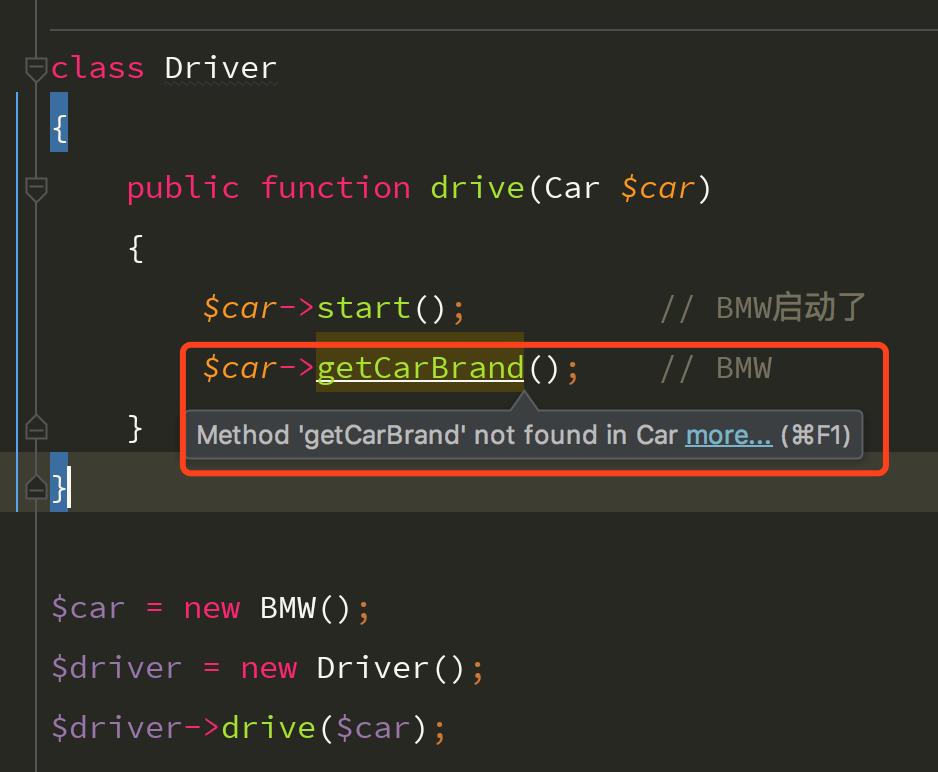 class Driver
{
    public function drive(Car $car)
    {
        $car->start();          // BMW启动了
        $car->getCarBrand();    // BMW
Method 'getCarBrand' not found in Car more... (⌘F1)
    }
}
$car = new BMW();
$driver = new Driver();
$driver->drive($car);